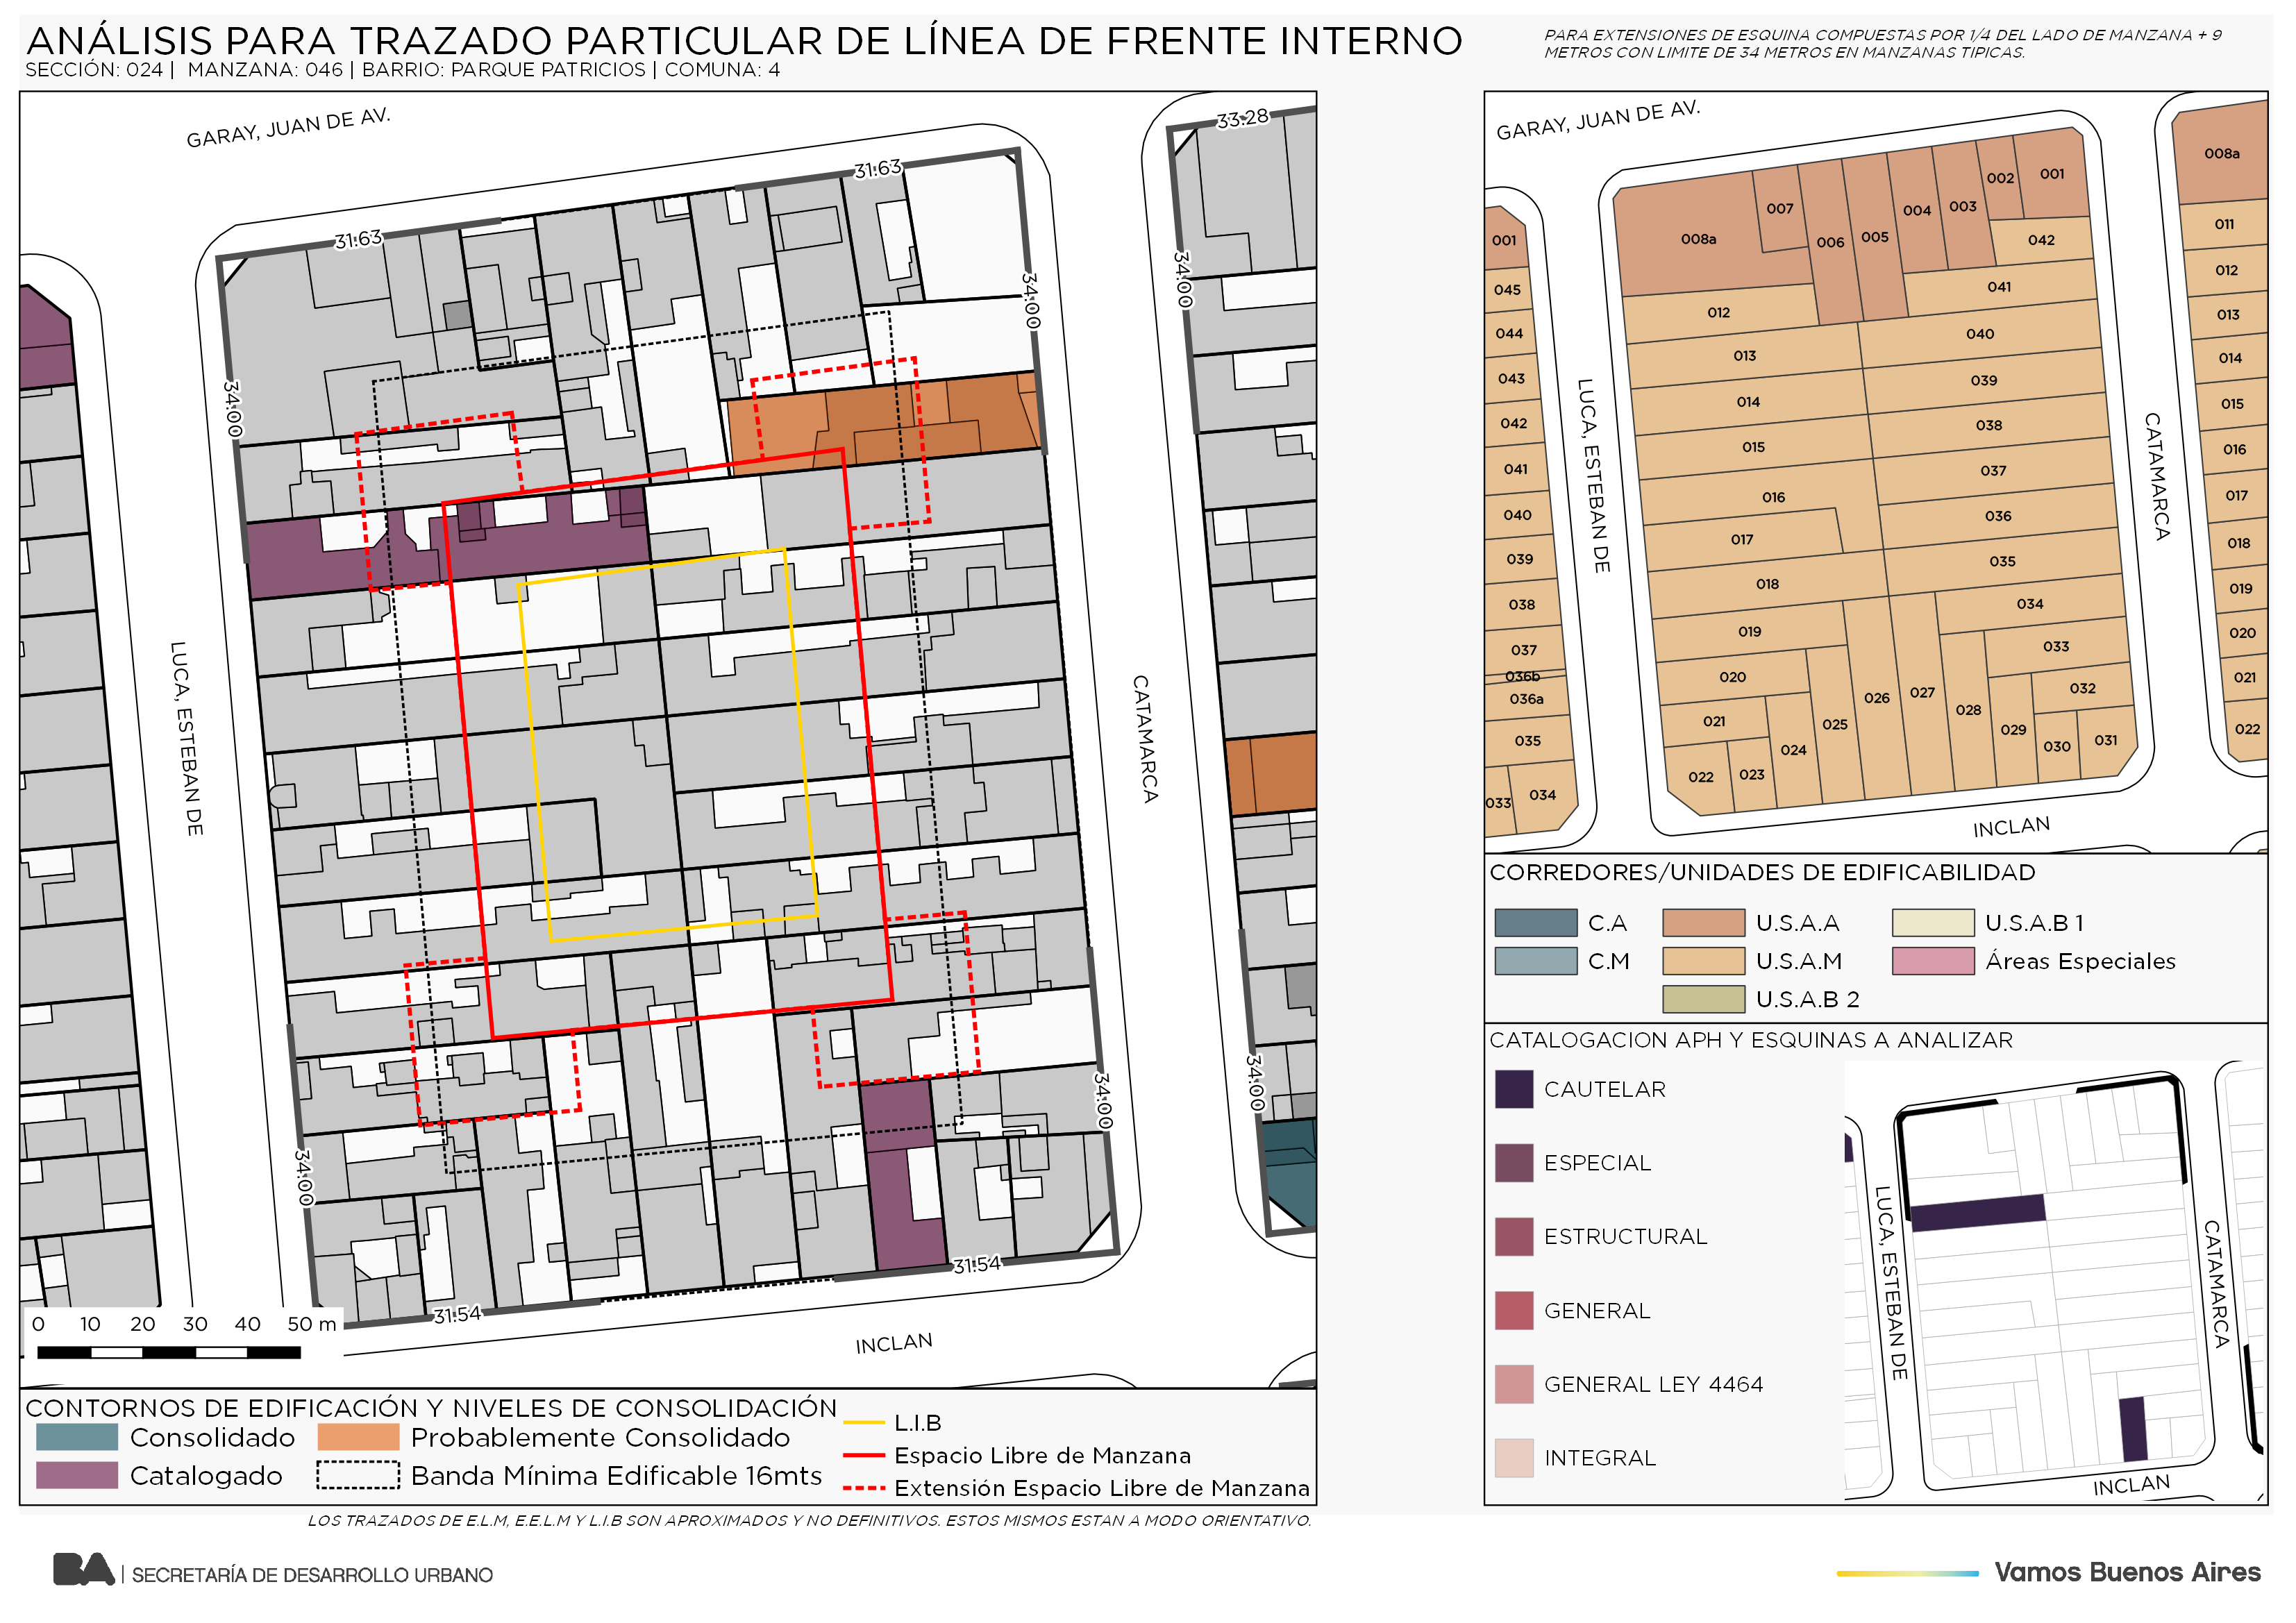 ANÁLISIS PARA TRAZADO PARTICULAR DE LÍNEA DE FRENTE INTERNO
SECCIÓN: 024 | MANZANA: 046 | BARRIO: PARQUE PATRICIOS | COMUNA: 4
PARA EXTENSIONES DE ESQUINA COMPUESTAS POR 1/4 DEL LADO DE MANZANA + 9
METROS CON LIMITE DE 34 METROS EN MANZANAS TIPICAS.
GARAY, JUAN DE AV.
33.28
31.63
31.63
34.00
34.00
34.00
LUCA, ESTEBAN DE
CATAMARCA
34.00
34.00
34.00
31.54
31.54
INCLAN
0 10 20 30 40 50 m
CONTORNOS DE EDIFICACIÓN Y NIVELES DE CONSOLIDACIÓN
Consolidado
Probablemente Consolidado
Catalogado
Banda Mínima Edificable 16mts
L.I.B
Espacio Libre de Manzana
Extensión Espacio Libre de Manzana
LOS TRAZADOS DE E.L.M, E.E.L.M Y L.I.B SON APROXIMADOS Y NO DEFINITIVOS. ESTOS MISMOS ESTAN A MODO ORIENTATIVO.
GARAY, JUAN DE AV.
001
045
044
043
042
041
040
039
038
037
036b
036a
035
034
033
LUCA, ESTEBAN DE
008a
007
006
005
004
003
002
001
042
041
012
040
013
039
014
038
015
037
016
036
017
035
018
034
019
033
020
032
021
031
022
023
024
025
026
027
028
029
030
CATAMARCA
INCLAN
008a
011
012
013
014
015
016
017
018
019
020
021
022
CORREDORES/UNIDADES DE EDIFICABILIDAD
C.A
U.S.A.A
U.S.A.B 1
C.M
U.S.A.M
Áreas Especiales
U.S.A.B 2
CATALOGACION APH Y ESQUINAS A ANALIZAR
CAUTELAR
ESPECIAL
ESTRUCTURAL
GENERAL
GENERAL LEY 4464
INTEGRAL
LUCA, ESTEBAN DE
CATAMARCA
INCLAN
BA | SECRETARÍA DE DESARROLLO URBANO
Vamos Buenos Aires